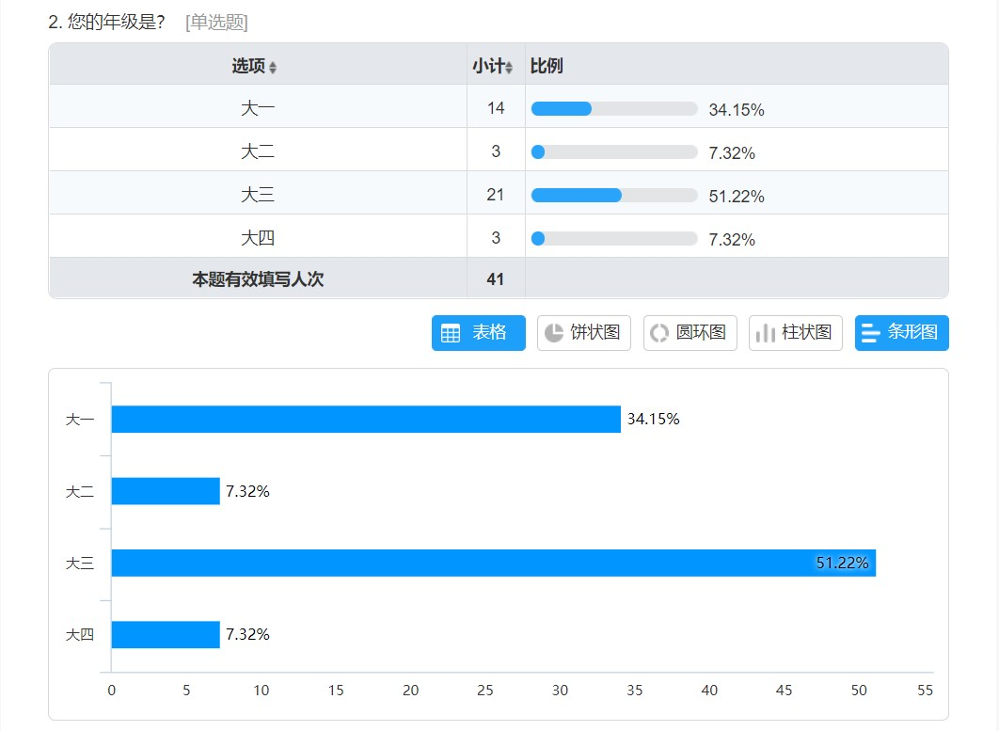 2. 您的年级是？ [单选题]
选项 小计 比例
大一 14 34.15%
大二 3 7.32%
大三 21 51.22%
大四 3 7.32%
本题有效填写人次 41
表格 饼状图 圆环图 柱状图 条形图
大一 34.15%
大二 7.32%
大三 51.22%
大四 7.32%
0 5 10 15 20 25 30 35 40 45 50 55